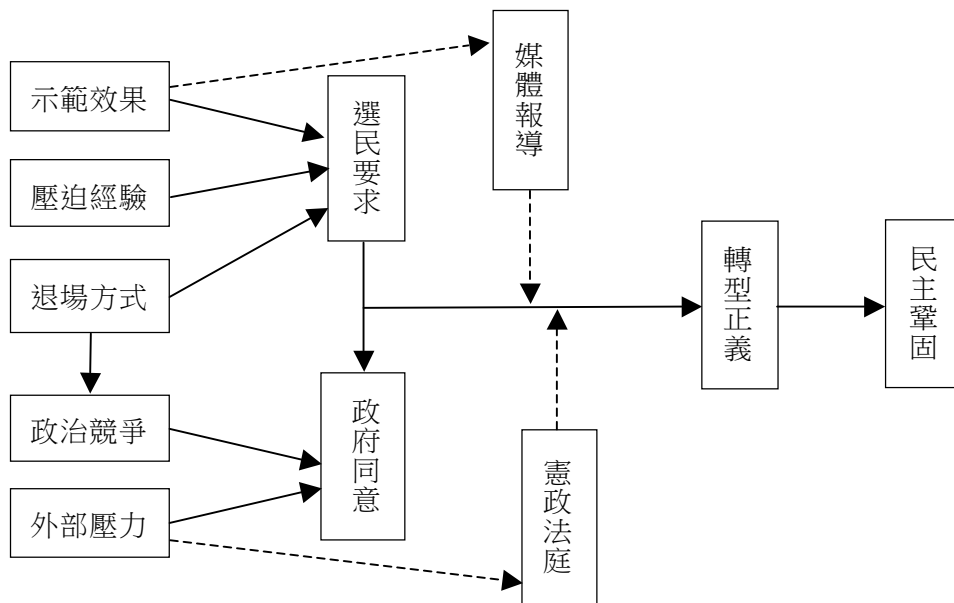 示範效果
壓迫經驗
退場方式
政治競爭
外部壓力
選民要求
政府同意
媒體報導
憲政法庭
轉型正義
民主鞏固